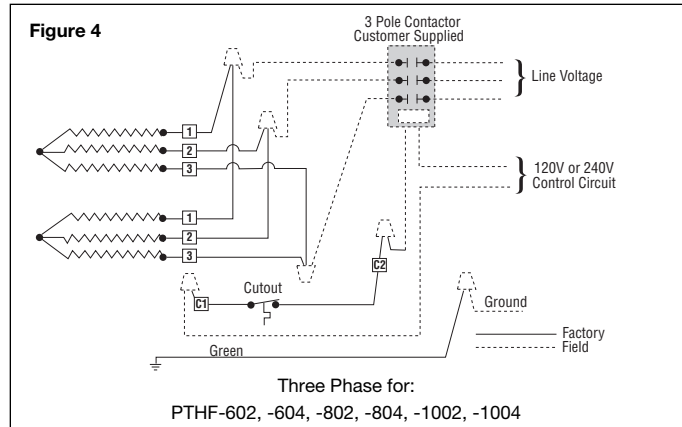 Figure 4
3 Pole Contactor
Customer Supplied
Line Voltage
1
2
3
120V or 240V
Control Circuit
1
2
3
C2
C1
Cutout
Ground
Green
Factory
Field
Three Phase for:
PTHF-602, -604, -802, -804, -1002, -1004